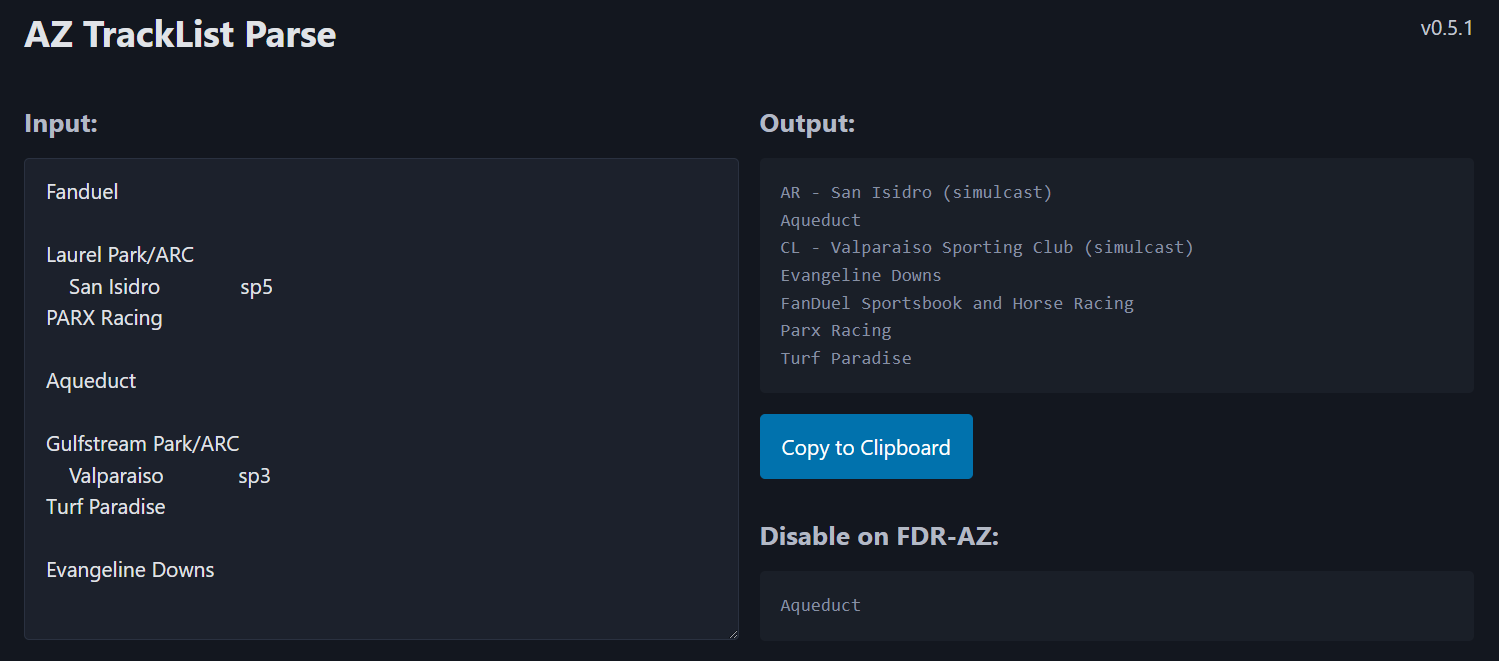 AZ TrackList Parse
v0.5.1
Input:
Fanduel
Laurel Park/ARC
San Isidro sp5
PARX Racing
Aqueduct
Gulfstream Park/ARC
Valparaiso sp3
Turf Paradise
Evangeline Downs
Output:
AR - San Isidro (simulcast)
Aqueduct
CL - Valparaiso Sporting Club (simulcast)
Evangeline Downs
FanDuel Sportsbook and Horse Racing
Parx Racing
Turf Paradise
Copy to Clipboard
Disable on FDR-AZ:
Aqueduct